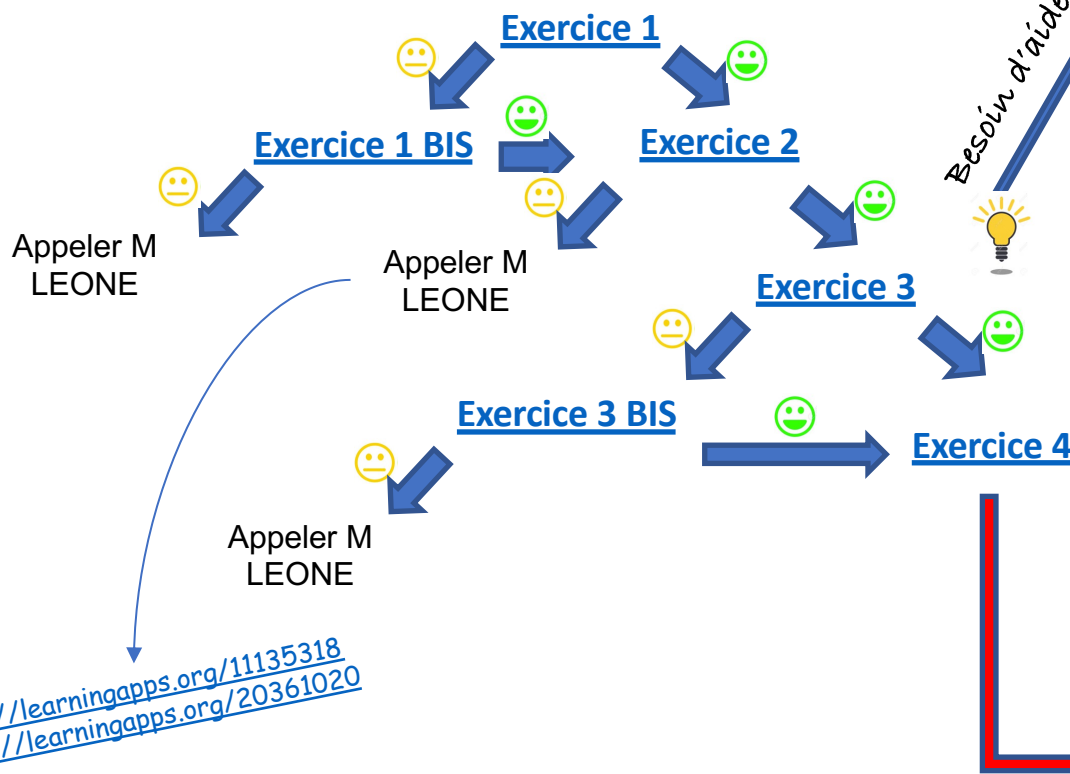 Exercice 1
Besoin d'aide
Exercice 1 BIS
Exercice 2
Appeler M
LEONE
Appeler M
LEONE
Exercice 3
Exercice 3 BIS
Exercice 4
Appeler M
LEONE
//learningapps.org/11135318
//learningapps.org/20361020